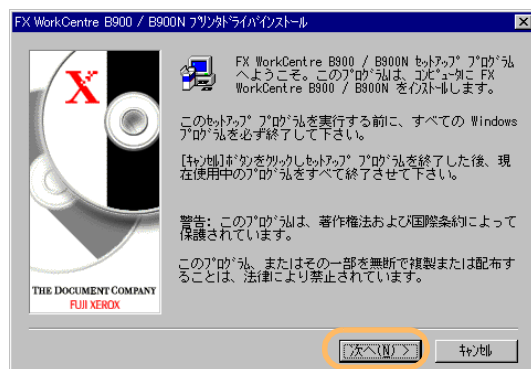 FX WorkCentre B900 / B900N ﾌﾟﾘﾝﾀﾄﾞﾗｲﾊﾞｲﾝｽﾄｰﾙ
X
FX WorkCentre B900 / B900N ｾｯﾄｱｯﾌﾟ ﾌﾟﾛｸﾞﾗﾑ
へようこそ。このﾌﾟﾛｸﾞﾗﾑは、ｺﾝﾋﾟｭｰﾀに FX
WorkCentre B900 / B900N をｲﾝｽﾄｰﾙします。
このｾｯﾄｱｯﾌﾟ ﾌﾟﾛｸﾞﾗﾑを実行する前に、すべての Windows
ﾌﾟﾛｸﾞﾗﾑを必ず終了して下さい。
[ｷｬﾝｾﾙ]ﾎﾞﾀﾝをｸﾘｯｸしｾｯﾄｱｯﾌﾟ ﾌﾟﾛｸﾞﾗﾑを終了した後、現
在使用中のﾌﾟﾛｸﾞﾗﾑをすべて終了させて下さい。
警告: このﾌﾟﾛｸﾞﾗﾑは、著作権法および国際条約によって
保護されています。
このﾌﾟﾛｸﾞﾗﾑ、またはその一部を無断で複製または配布す
ることは、法律により禁止されています。
THE DOCUMENT COMPANY
FUJI XEROX
次へ(N) >
ｷｬﾝｾﾙ